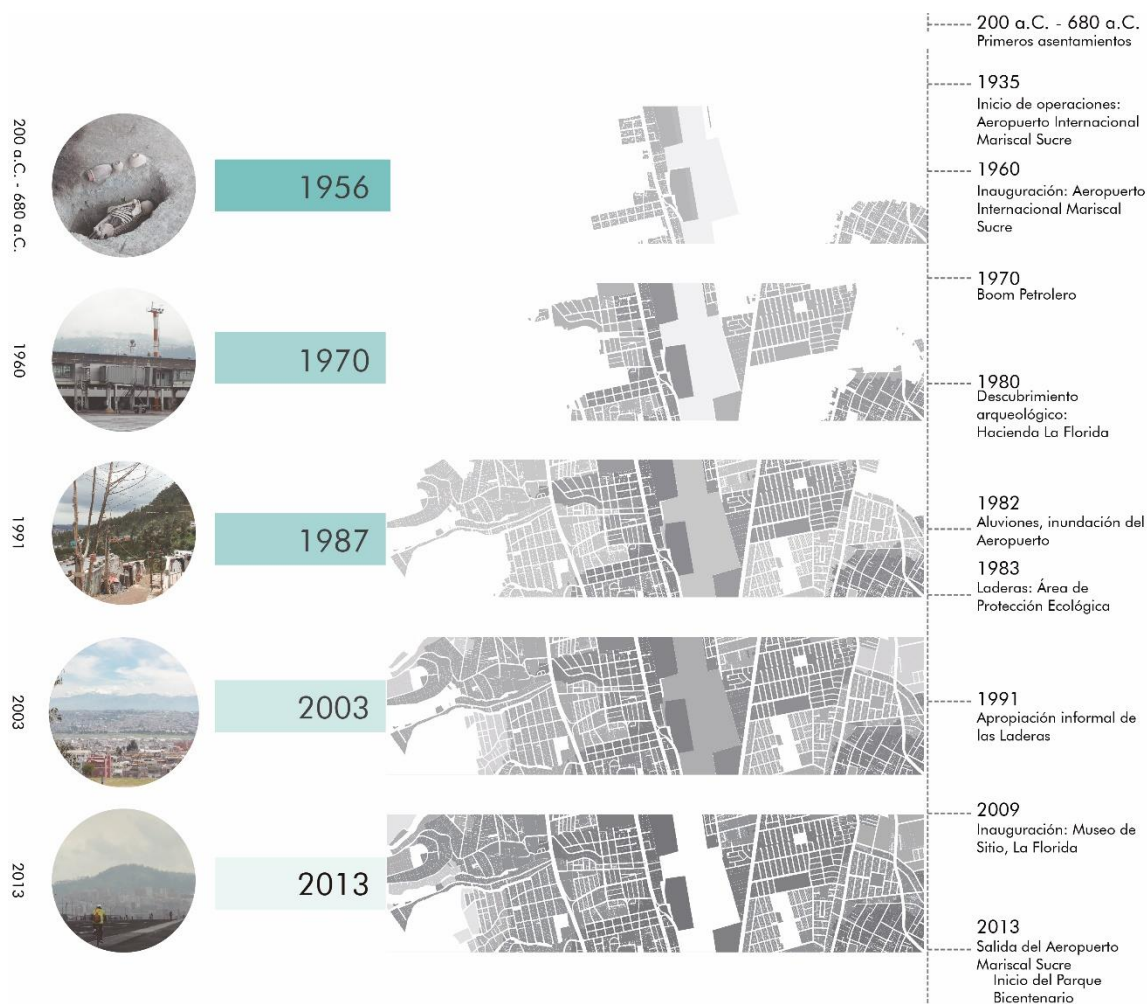 200 a.C. - 680 a.C.
1960
1991
2003
2013
1956
1970
1987
2003
2013
200 a.C. - 680 a.C.
Primeros asentamientos
1935
Inicio de operaciones:
Aeropuerto Internacional
Mariscal Sucre
1960
Inauguración: Aeropuerto
Internacional Mariscal
Sucre
1970
Boom Petrolero
1980
Descubrimiento
arqueológico:
Hacienda La Florida
1982
Aluviones, inundación del
Aeropuerto
1983
Laderas: Área de
Protección Ecológica
1991
Apropiación informal de
las Laderas
2009
Inauguración: Museo de
Sitio, La Florida
2013
Salida del Aeropuerto
Mariscal Sucre
Inicio del Parque
Bicentenario